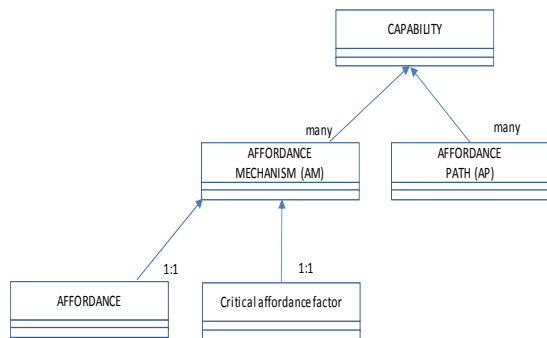 CAPABILITY
many
many
AFFORDANCE
MECHANISM (AM)
AFFORDANCE
PATH (AP)
1:1
1:1
AFFORDANCE
Critical affordance factor